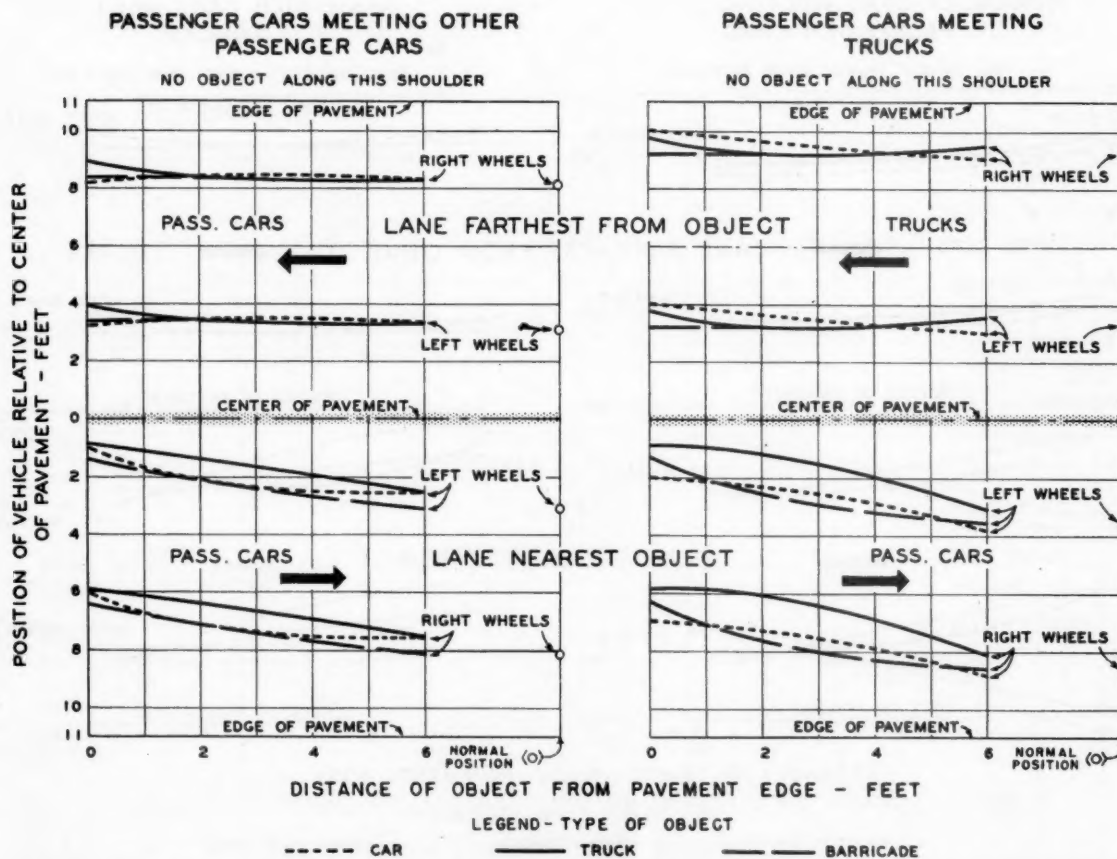 PASSENGER CARS MEETING OTHER
PASSENGER CARS
NO OBJECT ALONG THIS SHOULDER
EDGE OF PAVEMENT
RIGHT WHEELS
PASS. CARS
LANE FARTHEST FROM OBJECT
LEFT WHEELS
CENTER OF PAVEMENT
LEFT WHEELS
PASS. CARS
LANE NEAREST OBJECT
RIGHT WHEELS
EDGE OF PAVEMENT
NORMAL
POSITION (O)
11
10
8
6
4
2
0
2
4
6
8
10
11
0
2
4
6
POSITION OF VEHICLE RELATIVE TO CENTER
OF PAVEMENT - FEET
PASSENGER CARS MEETING
TRUCKS
NO OBJECT ALONG THIS SHOULDER
EDGE OF PAVEMENT
RIGHT WHEELS
TRUCKS
LEFT WHEELS
CENTER OF PAVEMENT
LEFT WHEELS
PASS. CARS
RIGHT WHEELS
EDGE OF PAVEMENT
NORMAL
POSITION (O)
0
2
4
6
DISTANCE OF OBJECT FROM PAVEMENT EDGE - FEET
LEGEND-TYPE OF OBJECT
CAR TRUCK BARRICADE